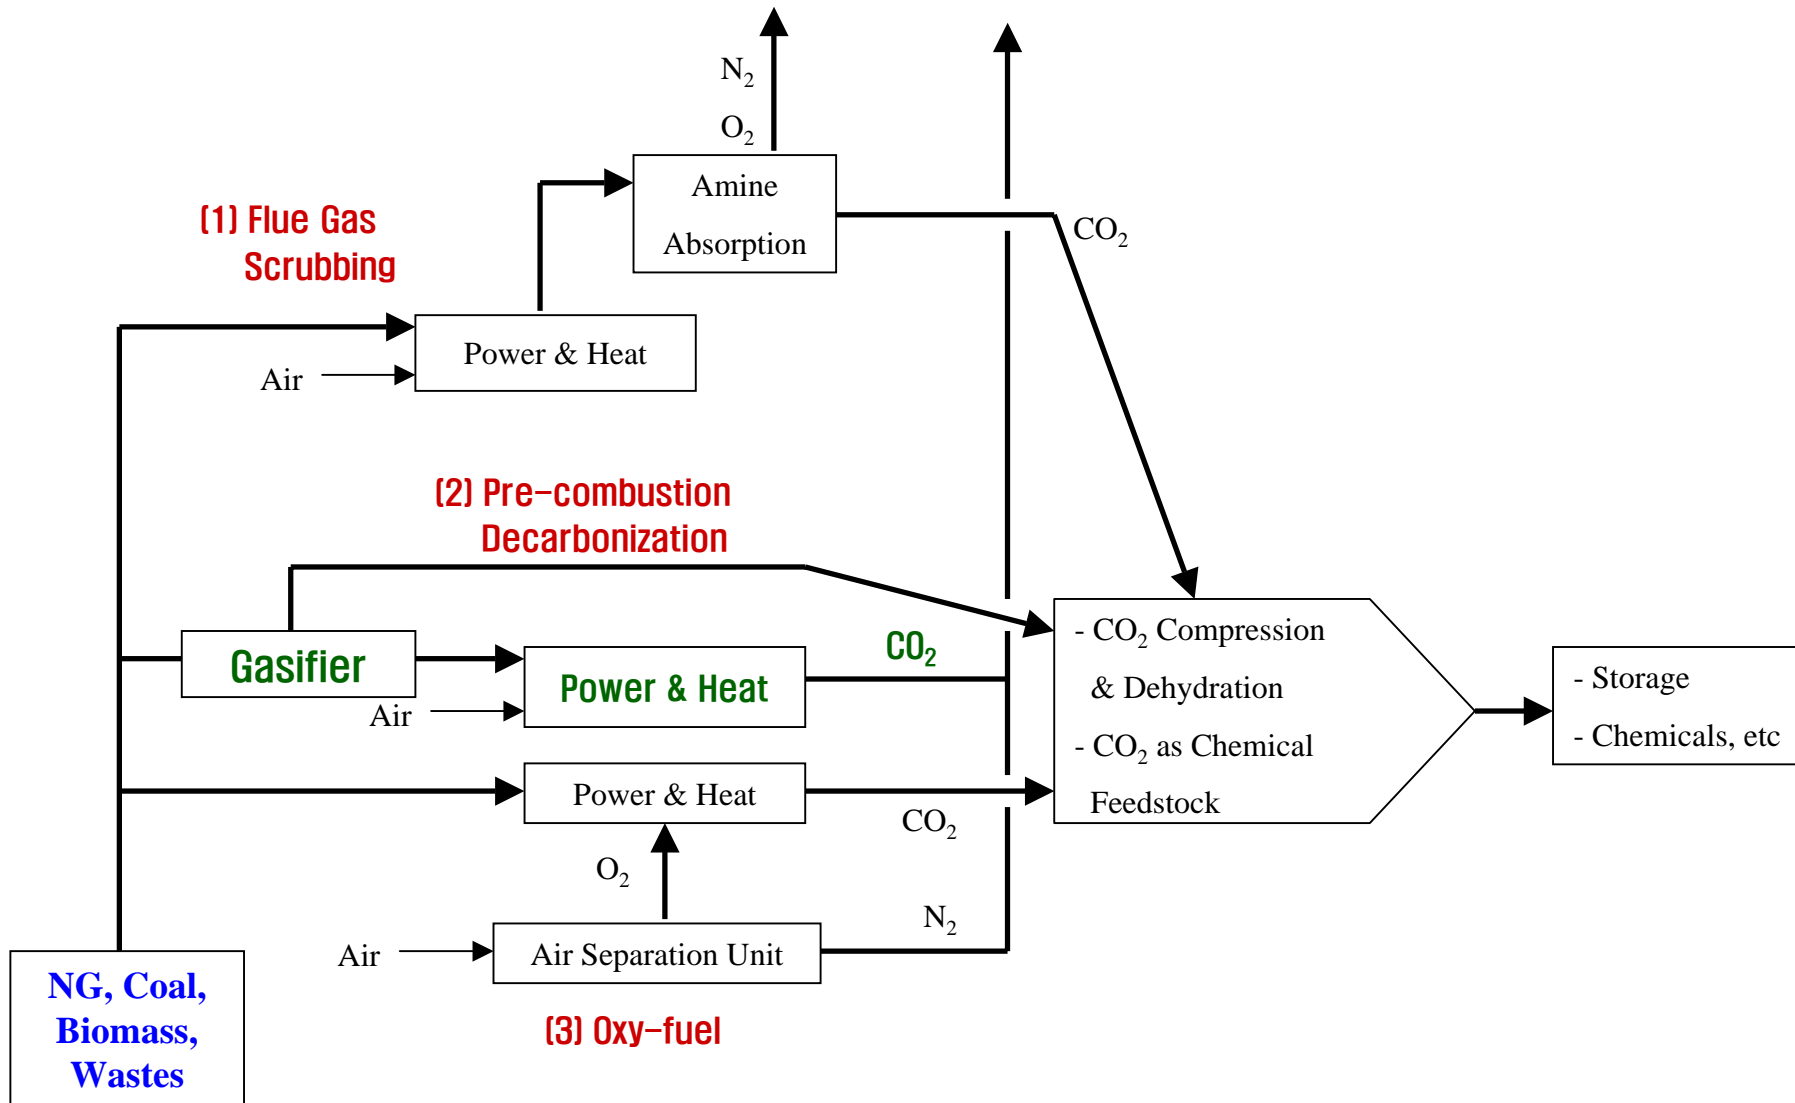 N₂
O₂
Amine
Absorption
CO₂
(1) Flue Gas
Scrubbing
Power & Heat
Air
(2) Pre-combustion
Decarbonization
Gasifier
Power & Heat
CO₂
Air
- CO₂ Compression
& Dehydration
- CO₂ as Chemical
Feedstock
- Storage
- Chemicals, etc
Power & Heat
CO₂
O₂
N₂
Air
Air Separation Unit
(3) Oxy-fuel
NG, Coal,
Biomass,
Wastes